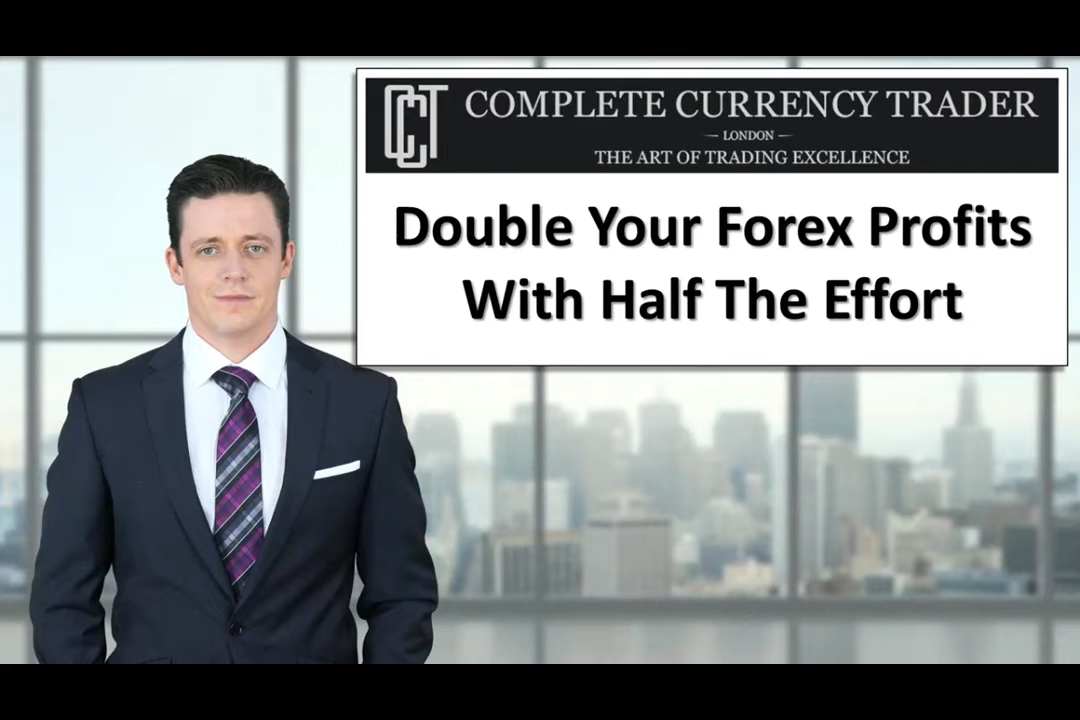 CCT
COMPLETE CURRENCY TRADER
— LONDON —
THE ART OF TRADING EXCELLENCE
Double Your Forex Profits
With Half The Effort